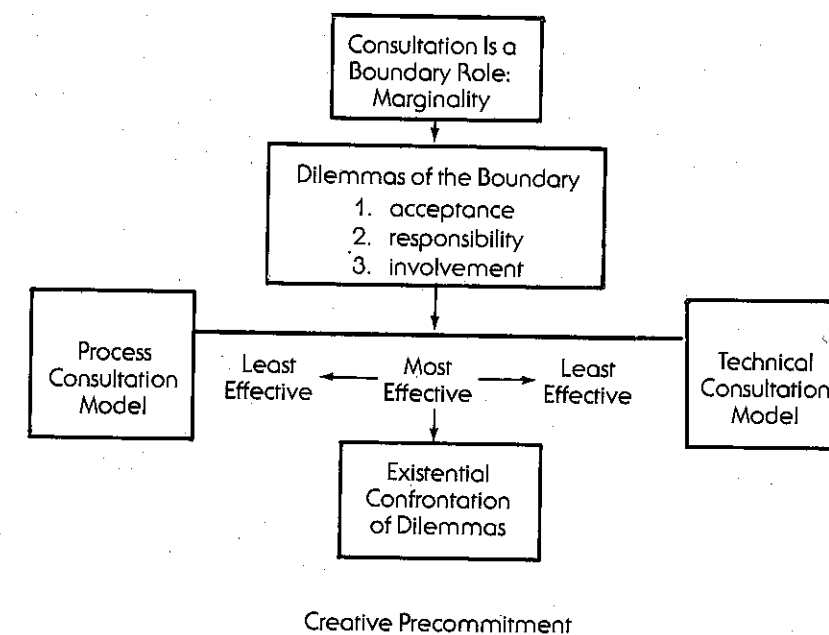 Consultation Is a
Boundary Role:
Marginality
Dilemmas of the Boundary
1. acceptance
2. responsibility
3. involvement
Process
Consultation
Model
Least
Effective
Most
Effective
Least
Effective
Technical
Consultation
Model
Existential
Confrontation
of Dilemmas
Creative Precommitment